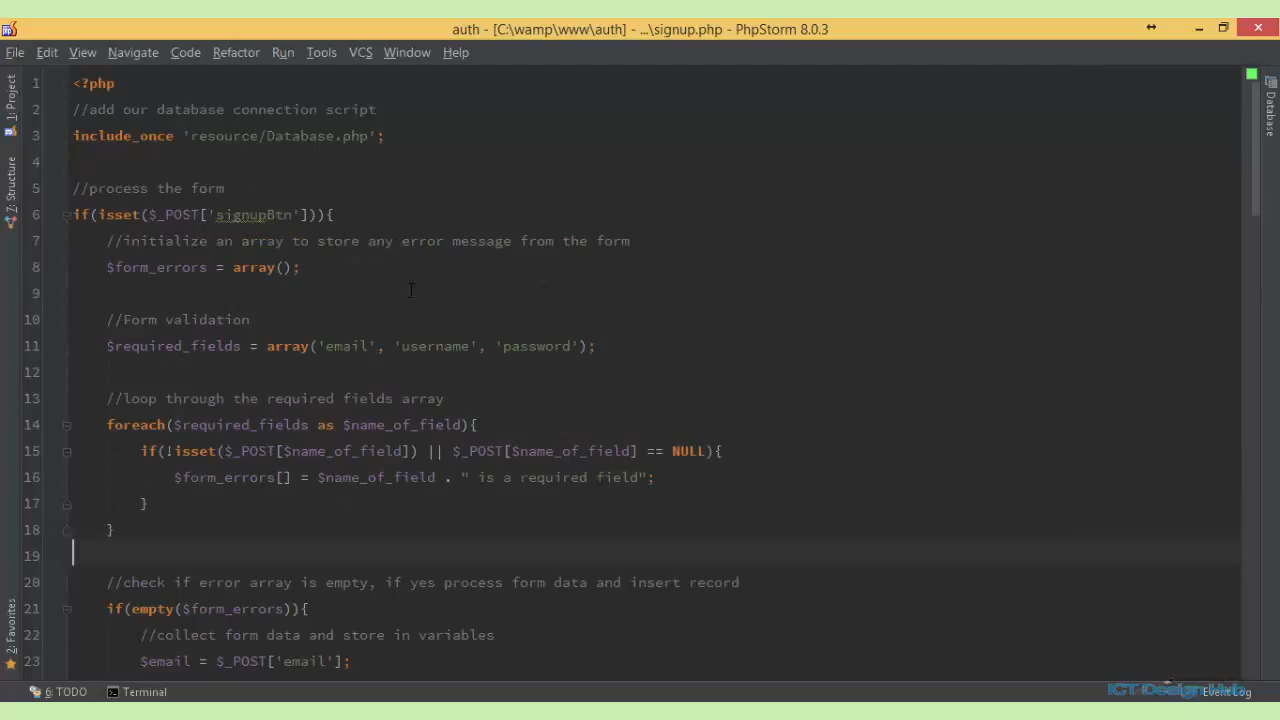 auth - [C:\wamp\www\auth] - ...\signup.php - PhpStorm 8.0.3
File Edit View Navigate Code Refactor Run Tools VCS Window Help
1: Project
7: Structure
2: Favorites
Database
1 <?php
2 //add our database connection script
3 include_once 'resource/Database.php';
4
5 //process the form
6 if(isset($_POST['signupBtn'])){
7 //initialize an array to store any error message from the form
8 $form_errors = array();
9
10 //Form validation
11 $required_fields = array('email', 'username', 'password');
12
13 //loop through the required fields array
14 foreach($required_fields as $name_of_field){
15 if(!isset($_POST[$name_of_field]) || $_POST[$name_of_field] == NULL){
16 $form_errors[] = $name_of_field . " is a required field";
17 }
18 }
19
20 //check if error array is empty, if yes process form data and insert record
21 if(empty($form_errors)){
22 //collect form data and store in variables
23 $email = $_POST['email'];
6: TODO Terminal Event Log
ICT Design Hub